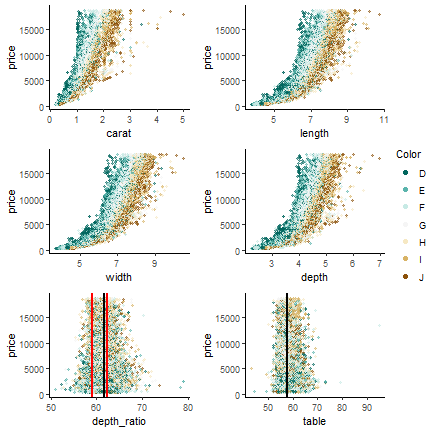 price
15000
10000
5000
0
0 1 2 3 4 5
carat
price
15000
10000
5000
0
5 7 9 11
length
price
15000
10000
5000
0
5 7 9
width
price
15000
10000
5000
0
3 4 5 6 7
depth
Color
D
E
F
G
H
I
J
price
15000
10000
5000
0
50 60 70 80
depth_ratio
price
15000
10000
5000
0
50 60 70 80 90
table